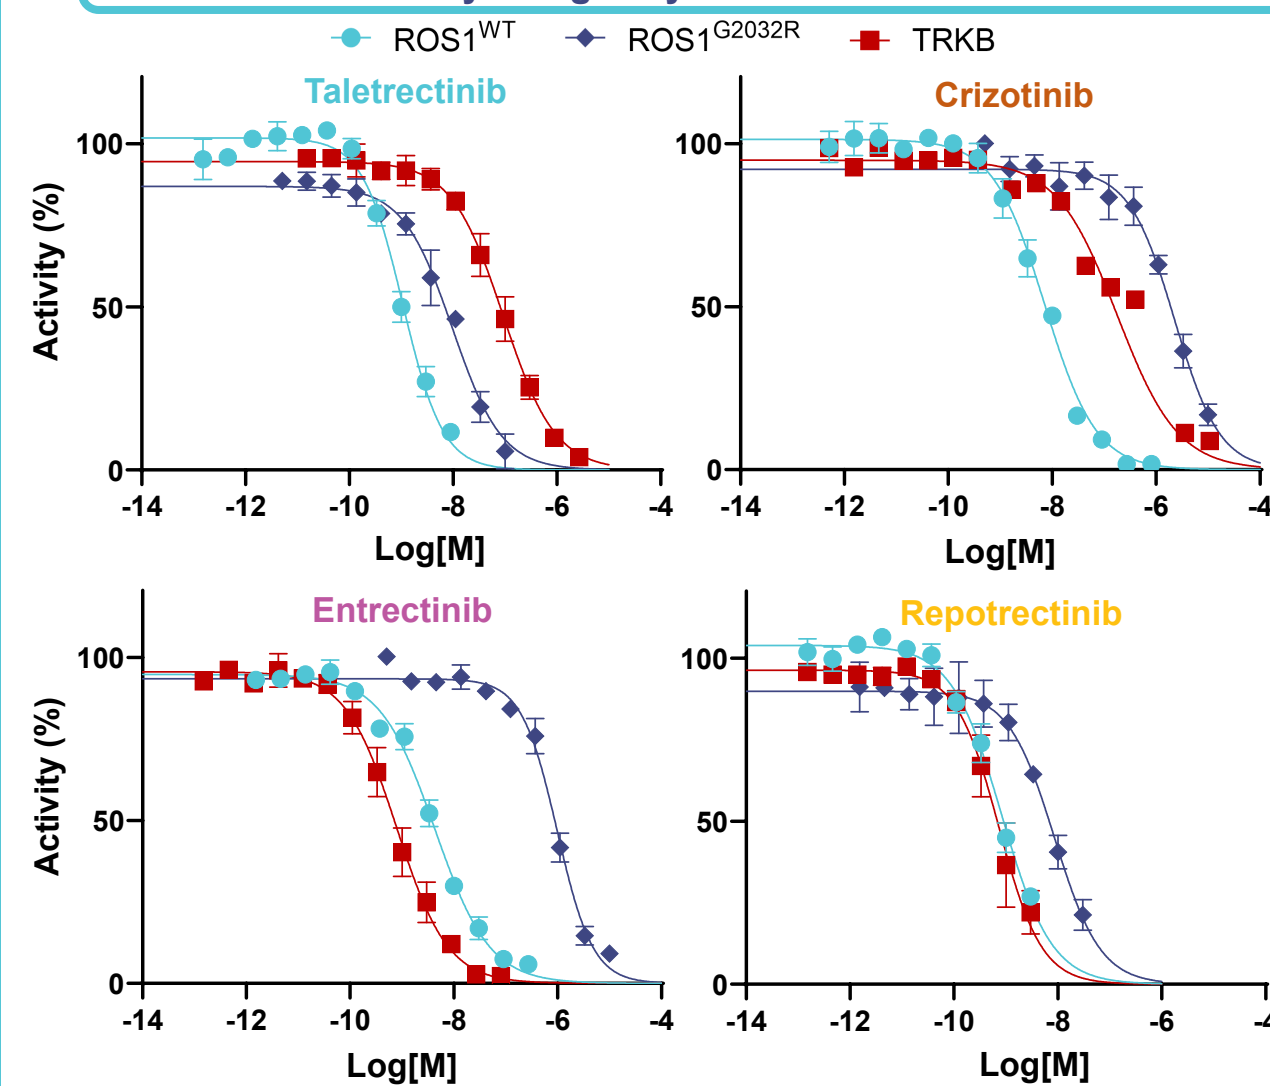 ROS1WT ROS1G2032R TRKB
Taletrectinib
100
50
0
-14 -12 -10 -8 -6 -4
Log[M]
Activity (%)
Crizotinib
100
50
0
-14 -12 -10 -8 -6
Log[M]
Entrectinib
100
50
0
-14 -12 -10 -8 -6 -4
Log[M]
Activity (%)
Repotrectinib
100
50
0
-14 -12 -10 -8 -6
Log[M]